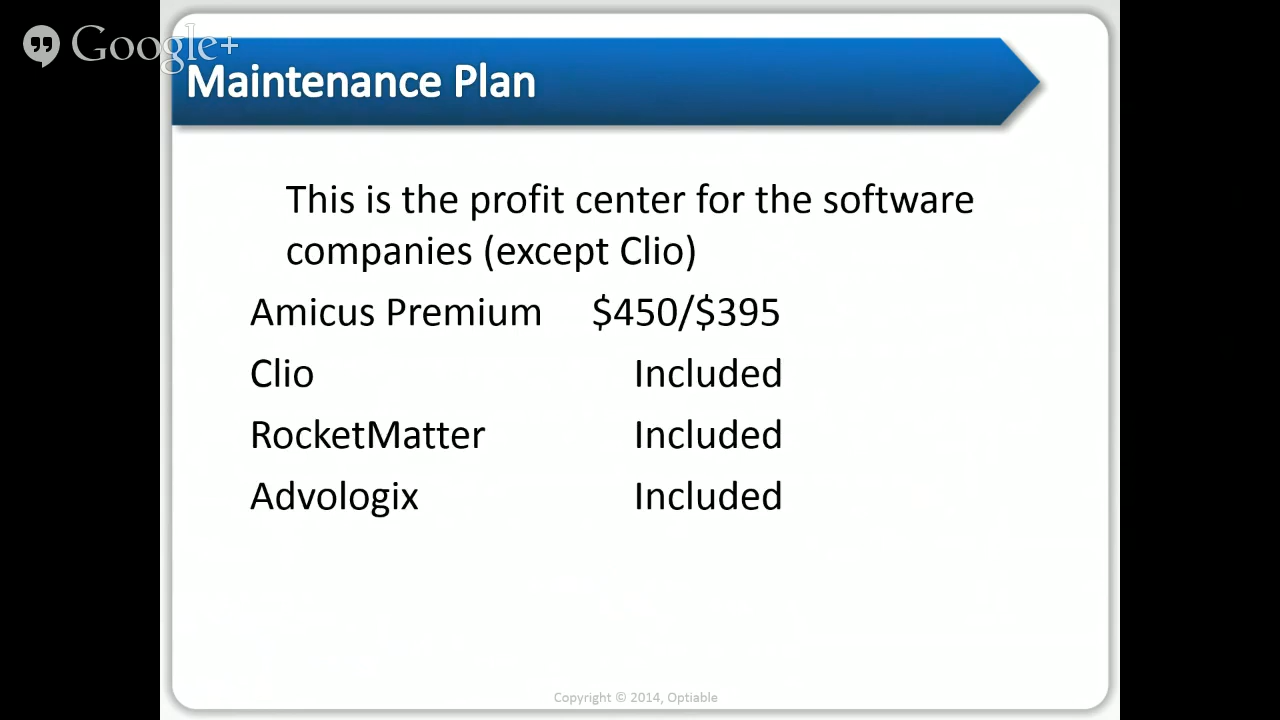 Google+
Maintenance Plan
This is the profit center for the software
companies (except Clio)
Amicus Premium $450/$395
Clio Included
RocketMatter Included
Advologix Included
Copyright © 2014, Optiable